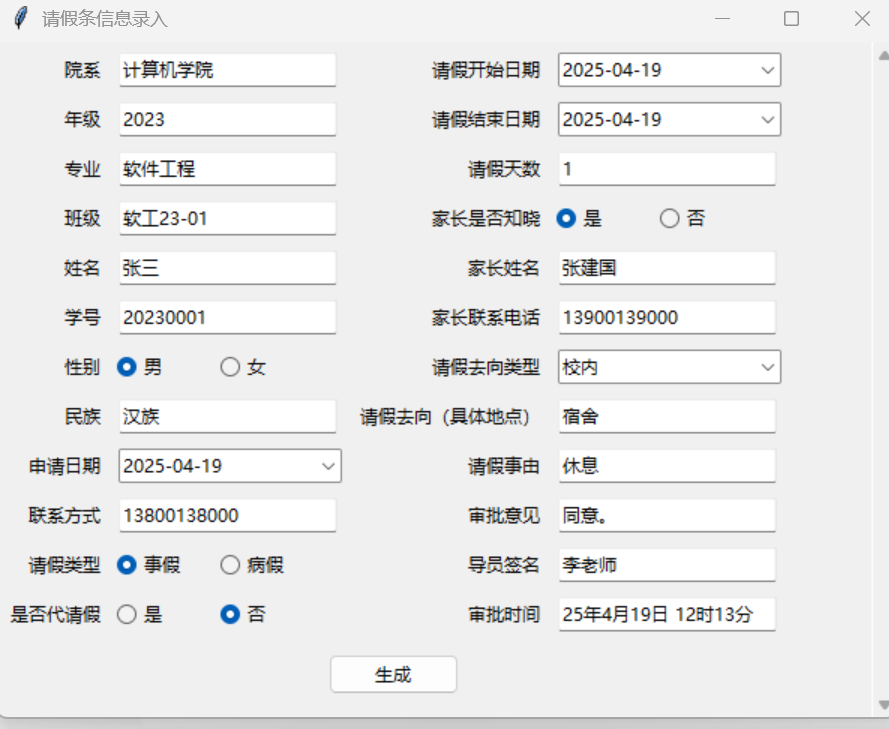 请假条信息录入
院系 计算机学院 请假开始日期 2025-04-19
年级 2023 请假结束日期 2025-04-19
专业 软件工程 请假天数 1
班级 软工23-01 家长是否知晓 是 否
姓名 张三 家长姓名 张建国
学号 20230001 家长联系电话 13900139000
性别 男 女 请假去向类型 校内
民族 汉族 请假去向（具体地点） 宿舍
申请日期 2025-04-19 请假事由 休息
联系方式 13800138000 审批意见 同意。
请假类型 事假 病假 导员签名 李老师
是否代请假 是 否 审批时间 25年4月19日 12时13分
生成